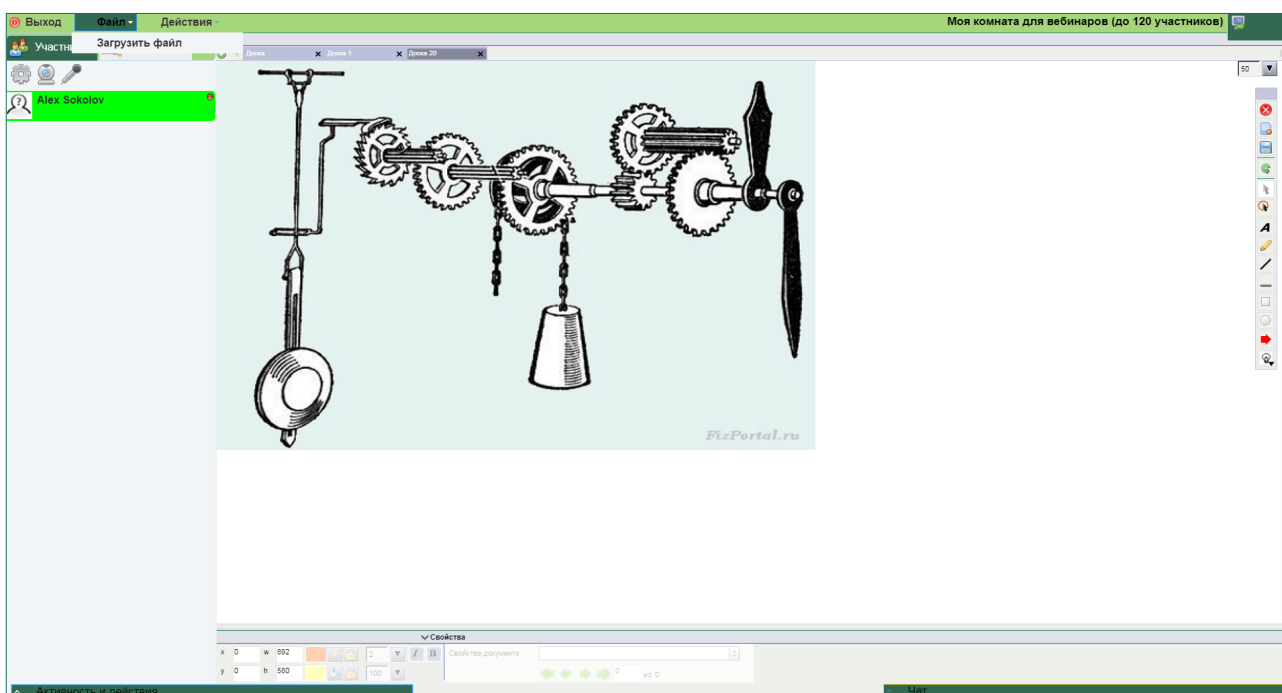 Выход Файл Действия Моя комната для вебинаров (до 120 участников)
Загрузить файл
Доска Доска 1 Доска 20
50
Alex Sokolov
A
FizPortal.ru
Свойства
x 0 w 892 2 I B Свойства документа
y 0 h 580 100 0 из 0
Активность и действия Чат